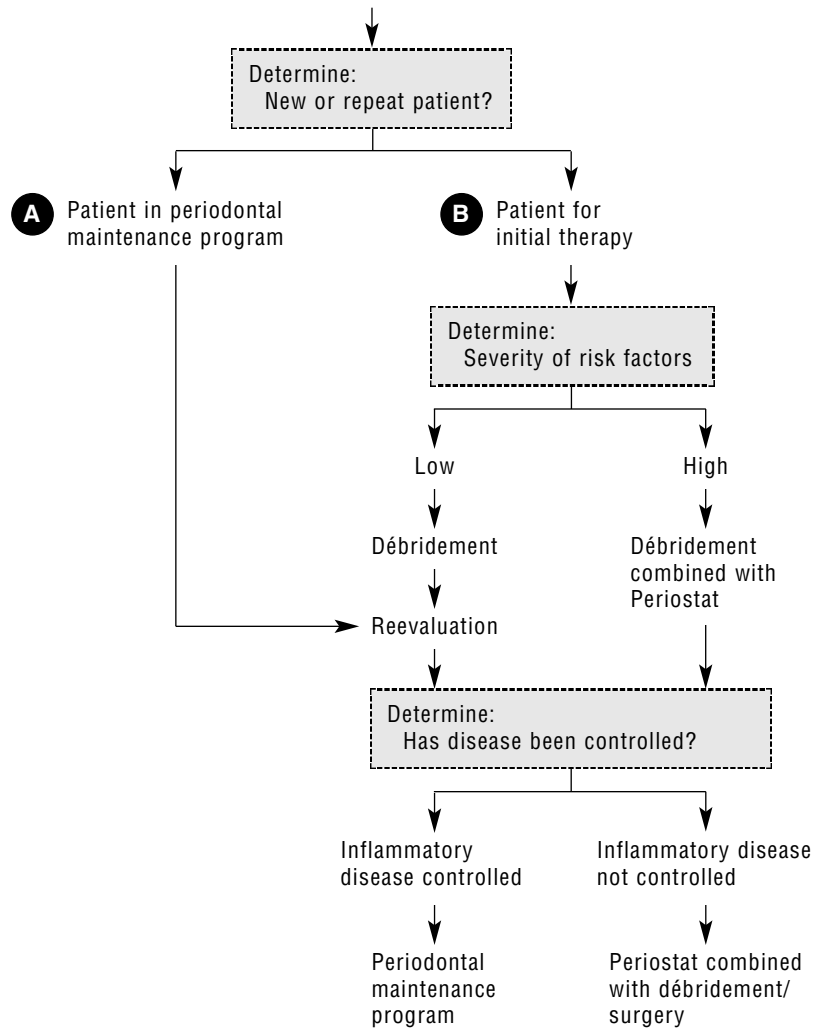 Determine:
New or repeat patient?
A
Patient in periodontal
maintenance program
B
Patient for
initial therapy
Determine:
Severity of risk factors
Low
High
Débridement
Débridement
combined with
Periostat
Reevaluation
Determine:
Has disease been controlled?
Inflammatory
disease controlled
Inflammatory disease
not controlled
Periodontal
maintenance
program
Periostat combined
with débridement/
surgery